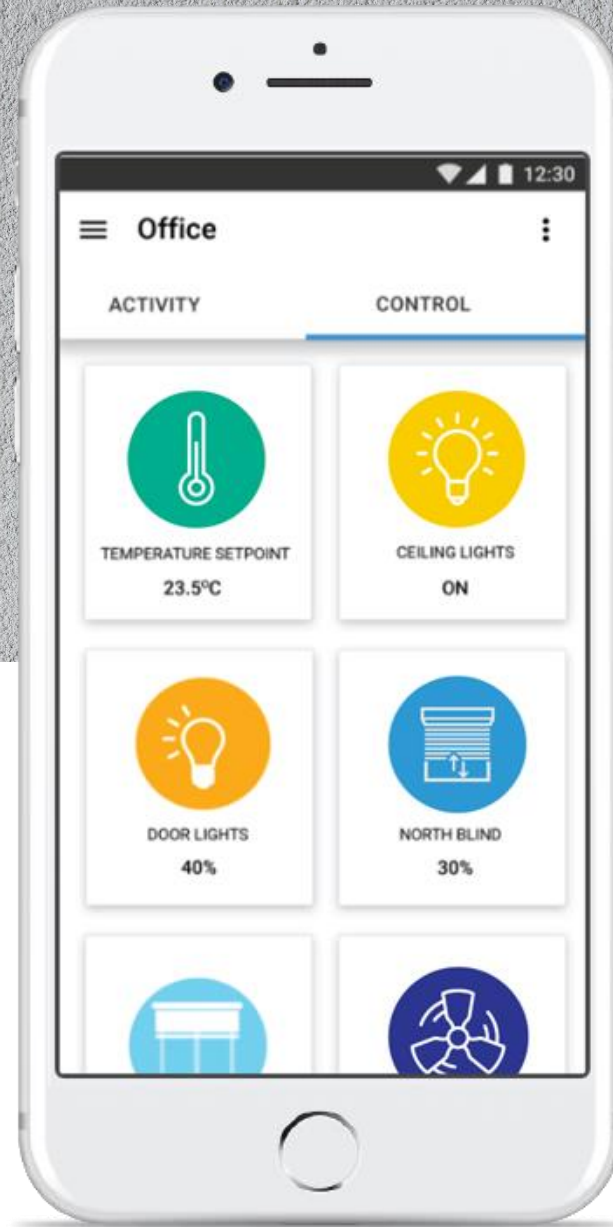 12:30
Office
ACTIVITY CONTROL
TEMPERATURE SETPOINT CEILING LIGHTS
23.5ºC ON
DOOR LIGHTS NORTH BLIND
40% 30%